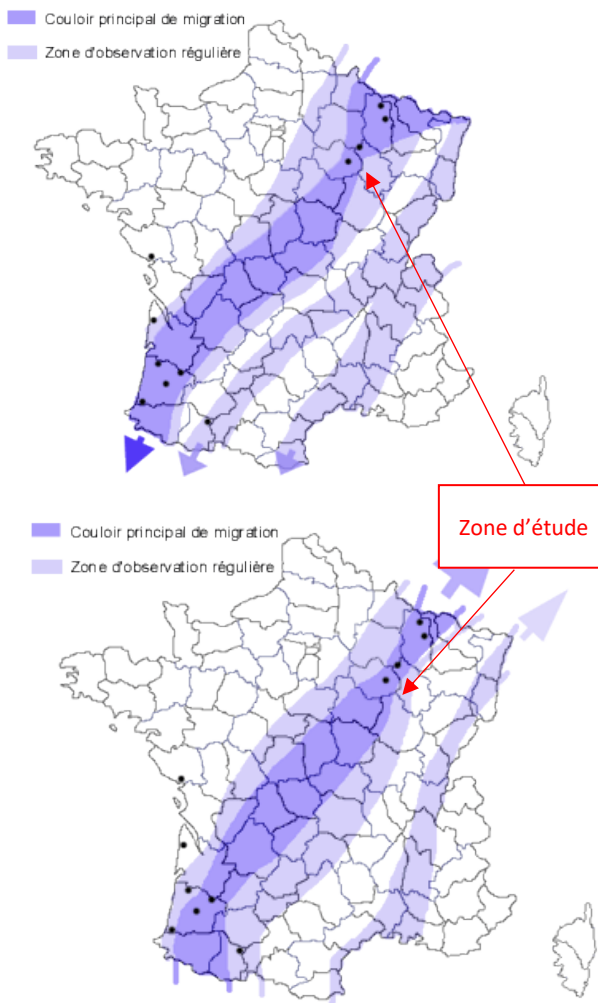 Couloir principal de migration
Zone d'observation régulière
Zone d'étude
Couloir principal de migration
Zone d'observation régulière